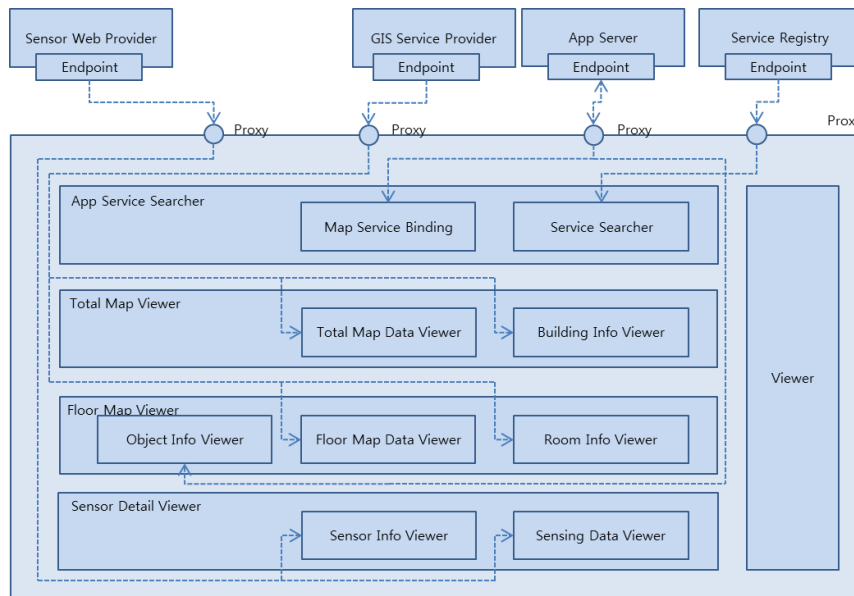 Sensor Web Provider
Endpoint
GIS Service Provider
Endpoint
App Server
Endpoint
Service Registry
Endpoint
Proxy
Proxy
Proxy
Prox
App Service Searcher
Map Service Binding
Service Searcher
Total Map Viewer
Total Map Data Viewer
Building Info Viewer
Viewer
Floor Map Viewer
Object Info Viewer
Floor Map Data Viewer
Room Info Viewer
Sensor Detail Viewer
Sensor Info Viewer
Sensing Data Viewer